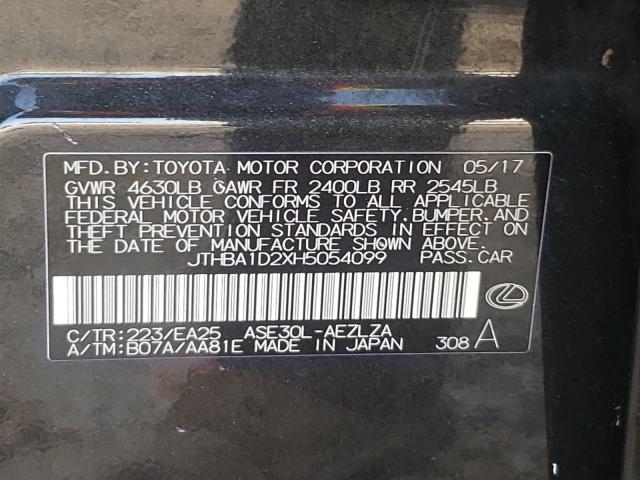 MFD.BY:TOYOTA MOTOR CORPORATION 05/17
GVWR 4630LB GAWR FR 2400LB RR 2545LB
THIS VEHICLE CONFORMS TO ALL APPLICABLE
FEDERAL MOTOR VEHICLE SAFETY,BUMPER,AND
THEFT PREVENTION STANDARDS IN EFFECT ON
THE DATE OF MANUFACTURE SHOWN ABOVE.
JTHBA1D2XH5054099 PASS.CAR
C/TR:223/EA25 ASE30L-AEZLZA
A/TM:B07A/AA81E MADE IN JAPAN 308 A